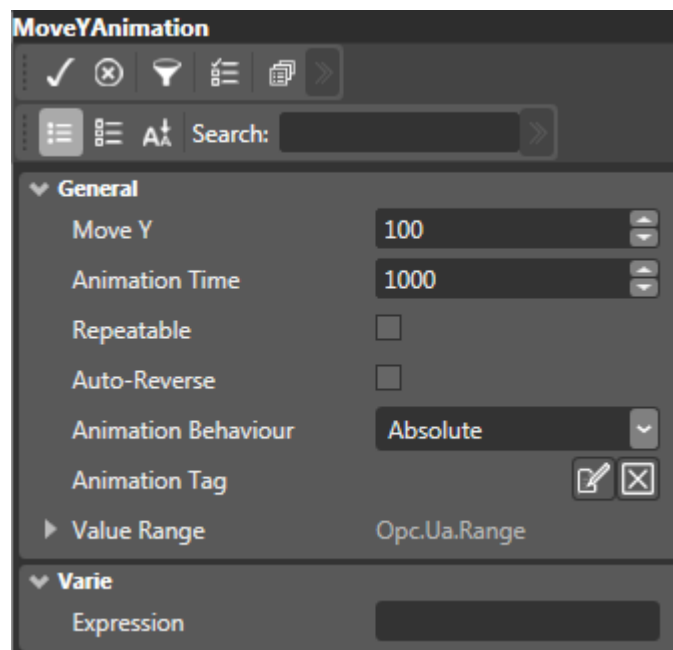 MoveYAnimation
Search:
General
Move Y 100
Animation Time 1000
Repeatable
Auto-Reverse
Animation Behaviour Absolute
Animation Tag
Value Range Opc.Ua.Range
Varie
Expression